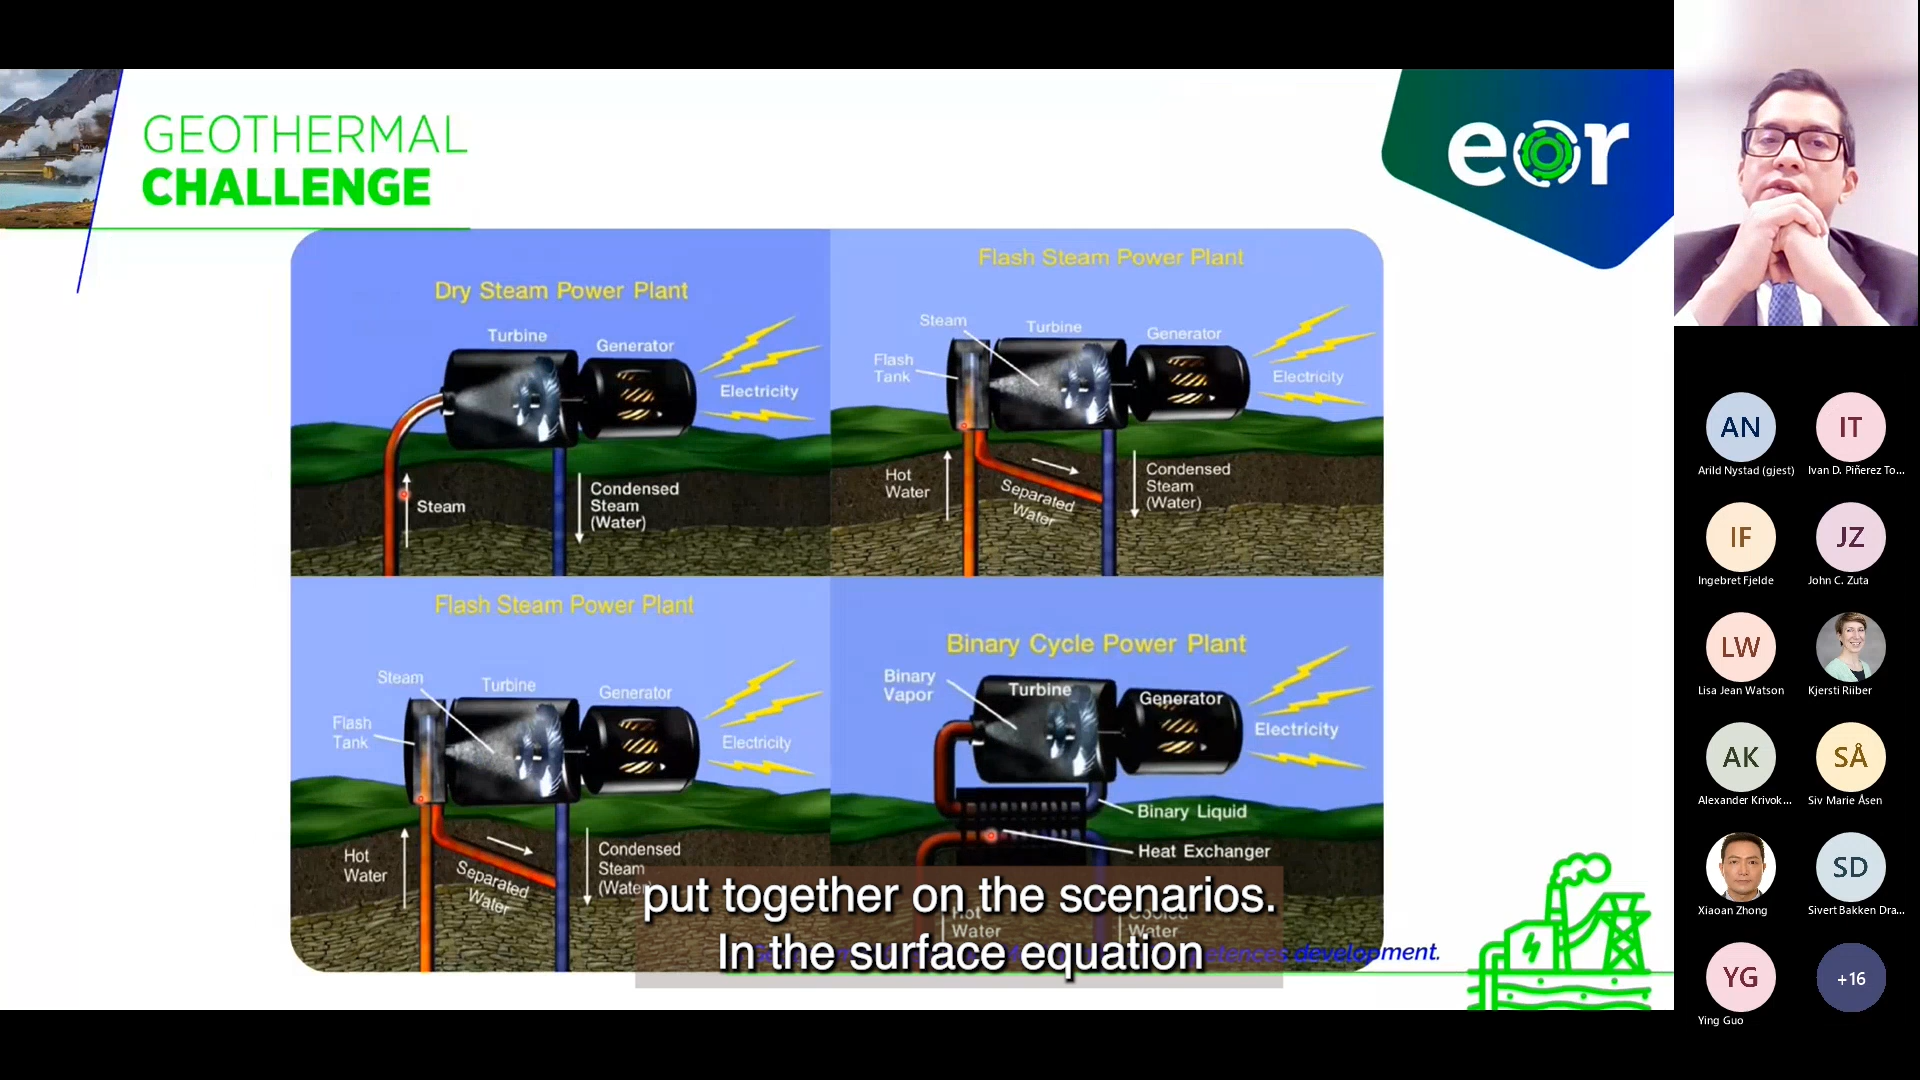 GEOTHERMAL
CHALLENGE
eor
Dry Steam Power Plant
Turbine
Generator
Electricity
Steam
Condensed
Steam
(Water)
Flash Steam Power Plant
Steam
Turbine
Generator
Flash
Tank
Electricity
Hot
Water
Separated
Water
Condensed
Steam
(Water)
Flash Steam Power Plant
Steam
Turbine
Generator
Flash
Tank
Electricity
Hot
Water
Separated
Water
Condensed
Steam
(Water
Binary Cycle Power Plant
Binary
Vapor
Turbine
Generator
Electricity
Binary Liquid
Heat Exchanger
Hot
Water
Cooled
Water
development.
put together on the scenarios.
In the surface equation
AN
Arild Nystad (gjest)
IT
Ivan D. Piñerez To...
IF
Ingebret Fjelde
JZ
John C. Zuta
LW
Lisa Jean Watson
Kjersti Riiber
AK
Alexander Krivok...
SÅ
Siv Marie Åsen
Xiaoan Zhong
SD
Sivert Bakken Dra...
YG
Ying Guo
+16